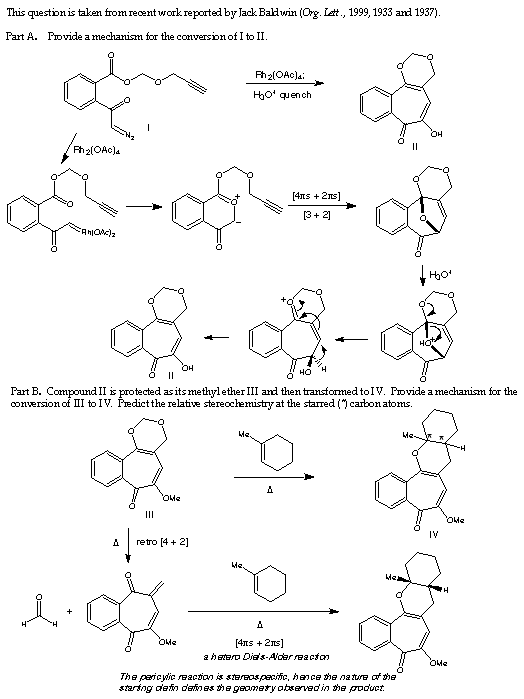 This question is taken from recent work reported by Jack Baldwin (Org. Lett., 1999, 1933 and 1937).
Part A. Provide a mechanism for the conversion of I to II.
Rh₂(OAc)₄;
H₃O⁺ quench
I
II
Rh₂(OAc)₄
[4πs + 2πs]
[3 + 2]
H₃O⁺
II
Part B. Compound II is protected as its methyl ether III and then transformed to IV. Provide a mechanism for the
conversion of III to IV. Predict the relative stereochemistry at the starred (*) carbon atoms.
III
Δ
IV
Δ retro [4 + 2]
Δ
[4πs + 2πs]
a hetero Diels-Alder reaction
The pericyclic reaction is stereospecific, hence the nature of the
starting olefin defines the geometry observed in the product.